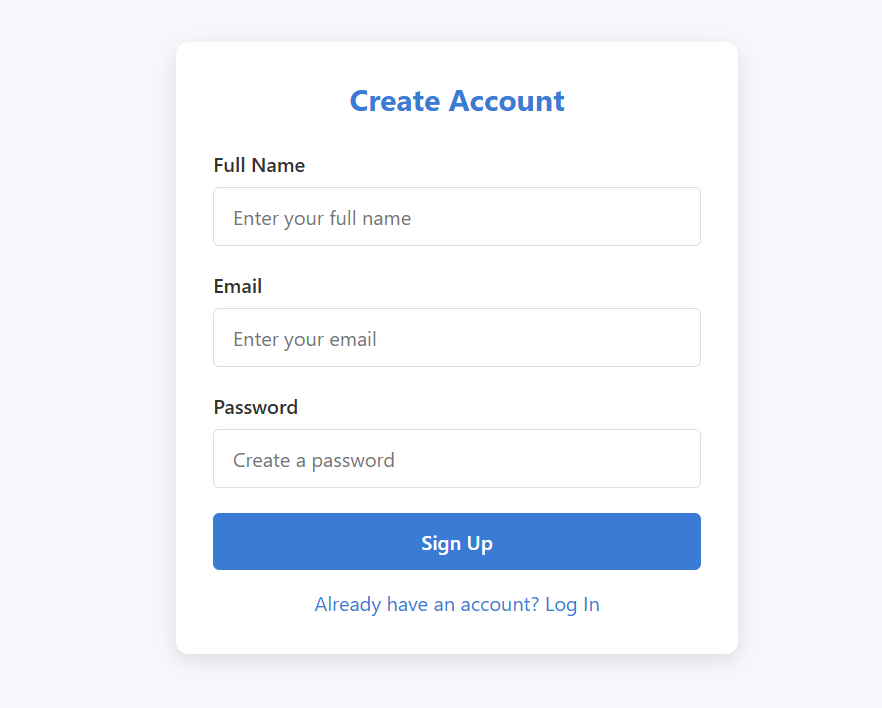 Create Account
Full Name
Enter your full name
Email
Enter your email
Password
Create a password
Sign Up
Already have an account? Log In